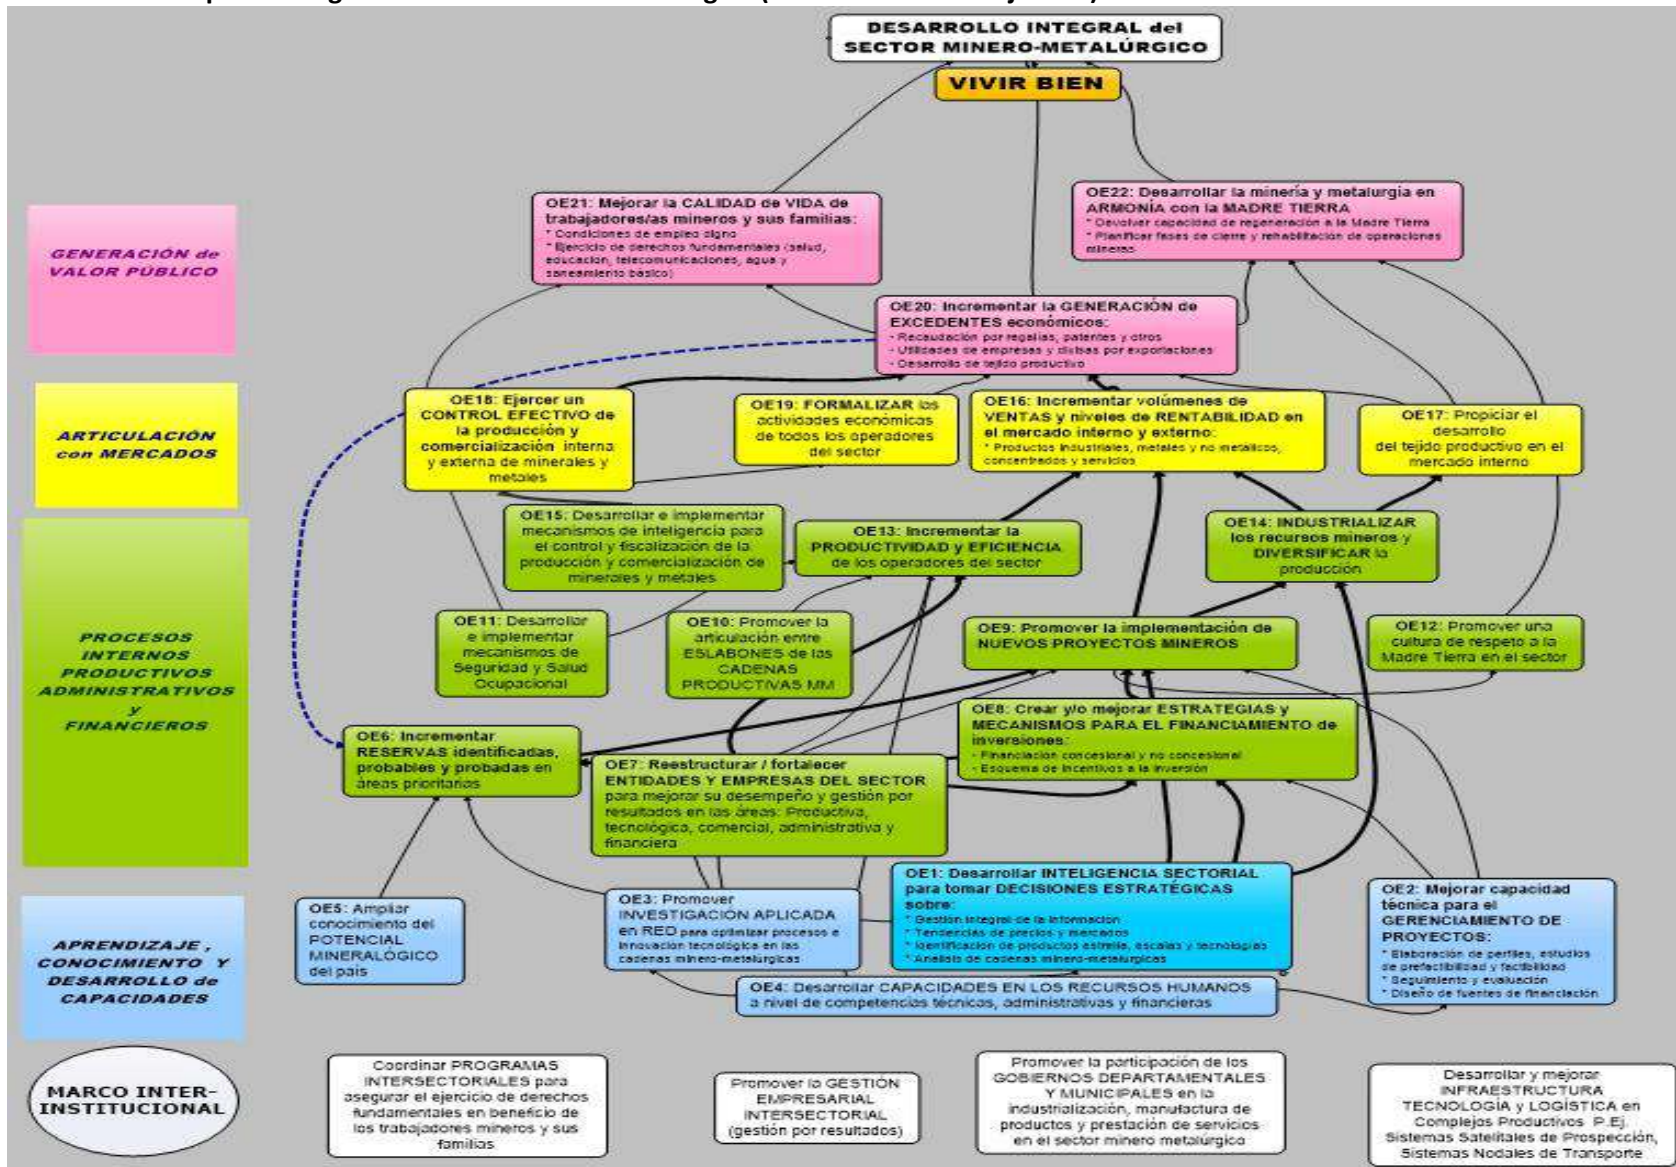 DESARROLLO INTEGRAL del
SECTOR MINERO-METALÚRGICO
VIVIR BIEN
GENERACIÓN de
VALOR PÚBLICO
OE21: Mejorar la CALIDAD de VIDA de
trabajadores/as mineros y sus familias:
* Condiciones de empleo digno
* Ejercicio de derechos fundamentales (salud,
educación, telecomunicaciones, agua y
saneamiento básico)
OE22: Desarrollar la minería y metalurgia en
ARMONÍA con la MADRE TIERRA
* Devolver capacidad de regeneración a la Madre Tierra
* Planificar fases de cierre y rehabilitación de operaciones
mineras
OE20: Incrementar la GENERACIÓN de
EXCEDENTES económicos:
- Recaudación por regalías, patentes y otros
- Utilidades de empresas y divisas por exportaciones
- Desarrollo de tejido productivo
ARTICULACIÓN
con MERCADOS
OE18: Ejercer un
CONTROL EFECTIVO de
la producción y
comercialización interna
y externa de minerales y
metales
OE19: FORMALIZAR las
actividades económicas
de todos los operadores
del sector
OE16: Incrementar volúmenes de
VENTAS y niveles de RENTABILIDAD en
el mercado interno y externo:
* Productos industriales, metales y no metálicos,
concentrados y servicios
OE17: Propiciar el
desarrollo
del tejido productivo en el
mercado interno
PROCESOS
INTERNOS
PRODUCTIVOS
ADMINISTRATIVOS
y
FINANCIEROS
OE15: Desarrollar e implementar
mecanismos de inteligencia para
el control y fiscalización de la
producción y comercialización de
minerales y metales
OE13: Incrementar la
PRODUCTIVIDAD y EFICIENCIA
de los operadores del sector
OE14: INDUSTRIALIZAR
los recursos mineros y
DIVERSIFICAR la
producción
OE11: Desarrollar
e implementar
mecanismos de
Seguridad y Salud
Ocupacional
OE10: Promover la
articulación entre
ESLABONES de las
CADENAS
PRODUCTIVAS MM
OE9: Promover la implementación de
NUEVOS PROYECTOS MINEROS
OE12: Promover una
cultura de respeto a la
Madre Tierra en el sector
OE6: Incrementar
RESERVAS identificadas,
probables y probadas en
áreas prioritarias
OE7: Reestructurar / fortalecer
ENTIDADES Y EMPRESAS DEL SECTOR
para mejorar su desempeño y gestión por
resultados en las áreas: Productiva,
tecnológica, comercial, administrativa y
financiera
OE8: Crear y/o mejorar ESTRATEGIAS y
MECANISMOS PARA EL FINANCIAMIENTO de
inversiones:
- Financiación concesional y no concesional
- Esquema de incentivos a la inversión
APRENDIZAJE,
CONOCIMIENTO Y
DESARROLLO de
CAPACIDADES
OE5: Ampliar
conocimiento del
POTENCIAL
MINERALÓGICO
del país
OE3: Promover
INVESTIGACIÓN APLICADA
en RED para optimizar procesos e
innovación tecnológica en las
cadenas minero-metalúrgicas
OE1: Desarrollar INTELIGENCIA SECTORIAL
para tomar DECISIONES ESTRATÉGICAS
sobre:
* Gestión integral de la información
* Tendencias de precios y mercados
* Identificación de productos estrella, escalas y tecnologías
* Análisis de cadenas minero-metalúrgicas
OE2: Mejorar capacidad
técnica para el
GERENCIAMIENTO DE
PROYECTOS:
* Elaboración de perfiles, estudios
de prefactibilidad y factibilidad
* Seguimiento y evaluación
* Diseño de fuentes de financiación
OE4: Desarrollar CAPACIDADES EN LOS RECURSOS HUMANOS
a nivel de competencias técnicas, administrativas y financieras
MARCO INTER-
INSTITUCIONAL
Coordinar PROGRAMAS
INTERSECTORIALES para
asegurar el ejercicio de derechos
fundamentales en beneficio de
los trabajadores mineros y sus
familias
Promover la GESTIÓN
EMPRESARIAL
INTERSECTORIAL
(gestión por resultados)
Promover la participación de los
GOBIERNOS DEPARTAMENTALES
Y MUNICIPALES en la
industrialización, manufactura de
productos y prestación de servicios
en el sector minero metalúrgico
Desarrollar y mejorar
INFRAESTRUCTURA
TECNOLOGÍA y LOGÍSTICA en
Complejos Productivos P.Ej.
Sistemas Satelitales de Prospección,
Sistemas Nodales de Transporte